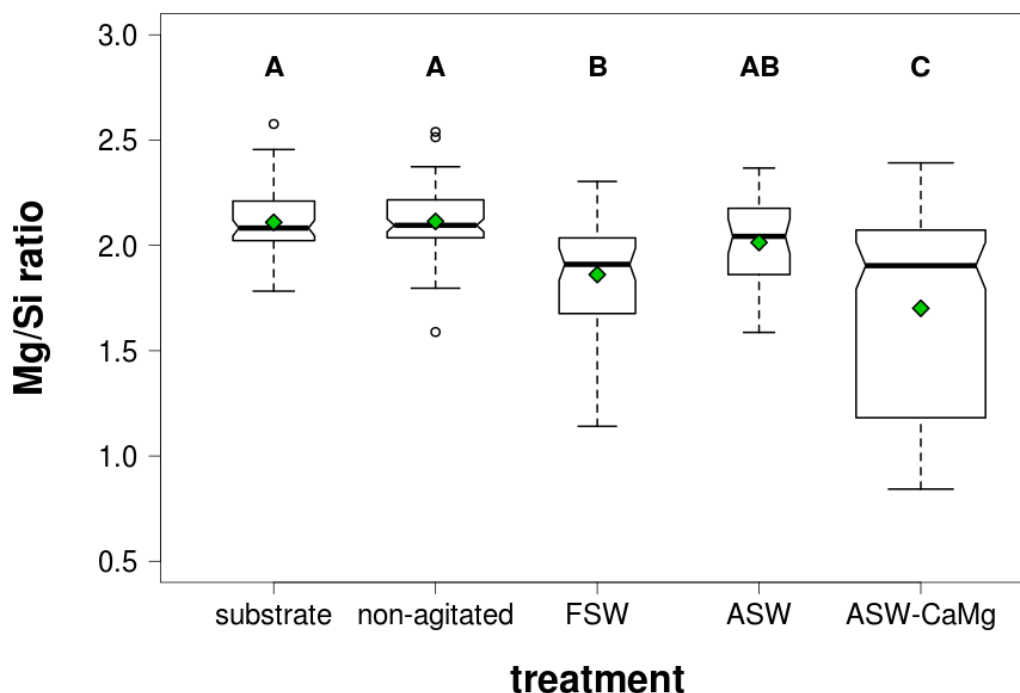 3.0
A A B AB C
2.5
2.0
1.5
1.0
0.5
Mg/Si ratio
substrate non-agitated FSW ASW ASW-CaMg
treatment